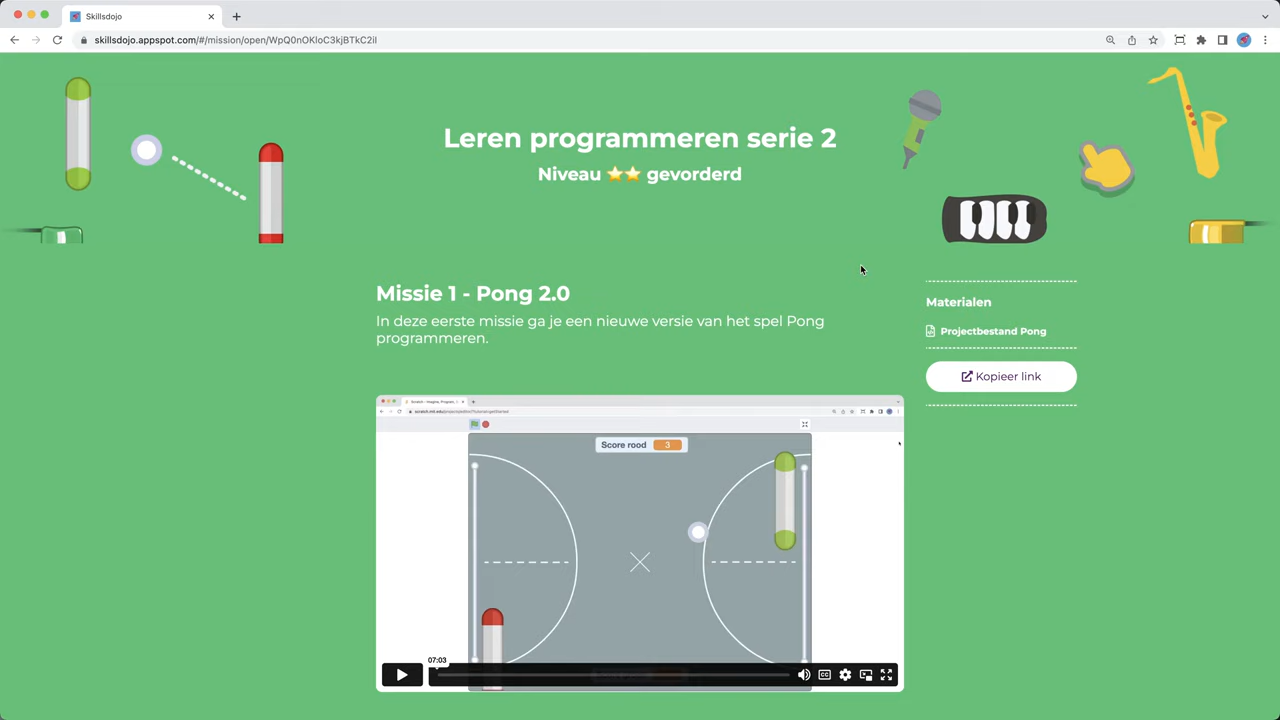 Skillsdojo
skillsdojo.appspot.com/#/mission/open/WpQ0nOKIoC3kjBTkC2iI
Leren programmeren serie 2
Niveau ⭐⭐ gevorderd
Missie 1 - Pong 2.0
In deze eerste missie ga je een nieuwe versie van het spel Pong
programmeren.
Materialen
Projectbestand Pong
Kopieer link
Score rood 3
07:03
CC